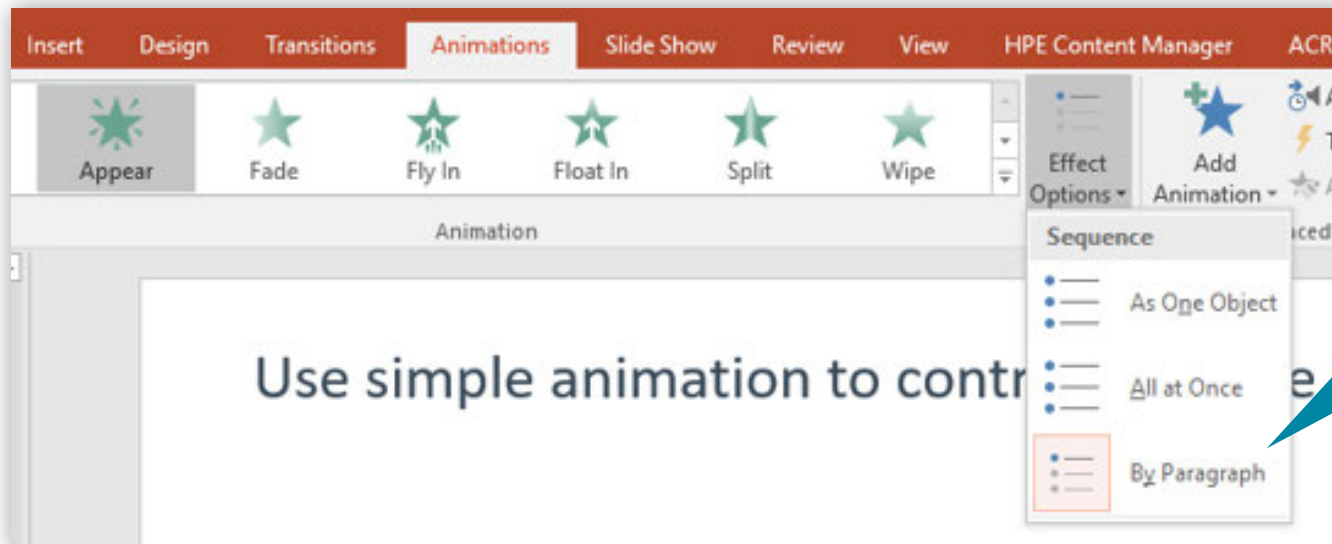 Insert Design Transitions Animations Slide Show Review View HPE Content Manager ACR
Appear Fade Fly In Float In Split Wipe Effect Options Add Animation
Animation
Sequence
As One Object
All at Once
By Paragraph
Use simple animation to contr